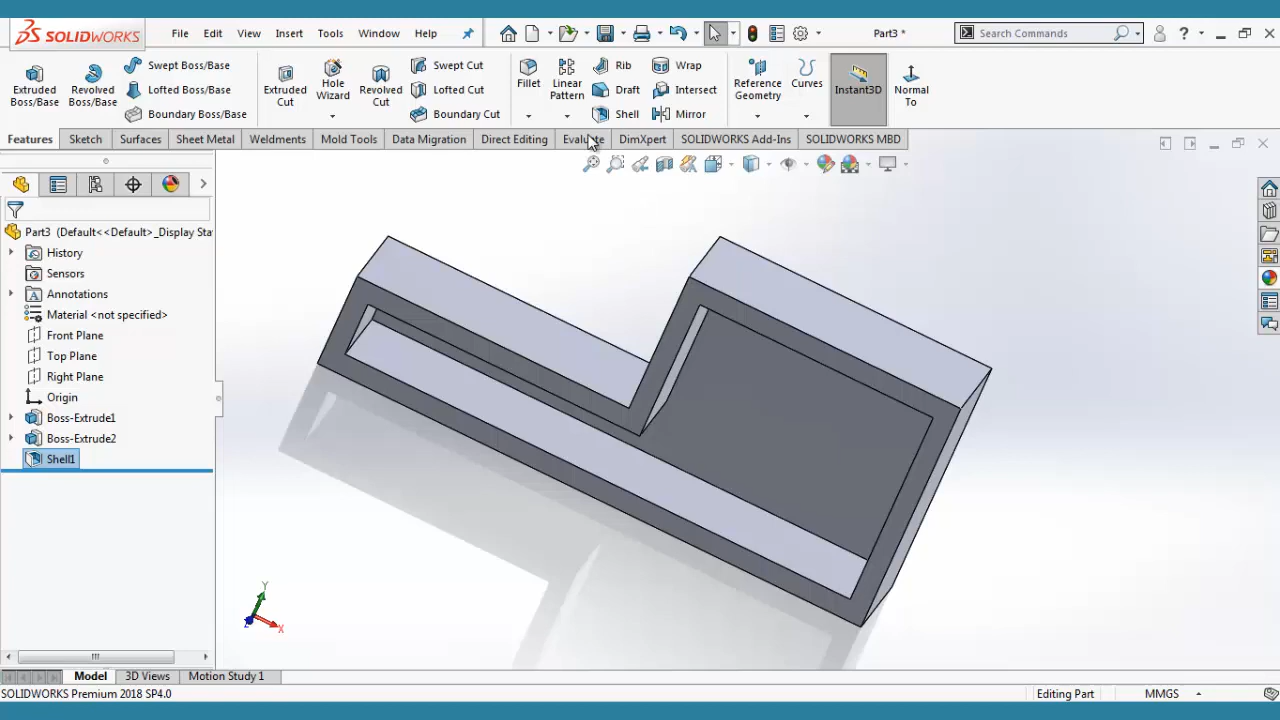 SOLIDWORKS File Edit View Insert Tools Window Help Part3 * Search Commands ?
Extruded Boss/Base
Revolved Boss/Base
Swept Boss/Base
Lofted Boss/Base
Boundary Boss/Base
Extruded Cut
Hole Wizard
Revolved Cut
Swept Cut
Lofted Cut
Boundary Cut
Fillet
Linear Pattern
Rib
Draft
Shell
Wrap
Intersect
Mirror
Reference Geometry
Curves
Instant3D
Normal To
Features Sketch Surfaces Sheet Metal Weldments Mold Tools Data Migration Direct Editing Evaluate DimXpert SOLIDWORKS Add-Ins SOLIDWORKS MBD
Part3 (Default<<Default>_Display Sta
History
Sensors
Annotations
Material <not specified>
Front Plane
Top Plane
Right Plane
Origin
Boss-Extrude1
Boss-Extrude2
Shell1
Y
Z X
Model 3D Views Motion Study 1
SOLIDWORKS Premium 2018 SP4.0 Editing Part MMGS